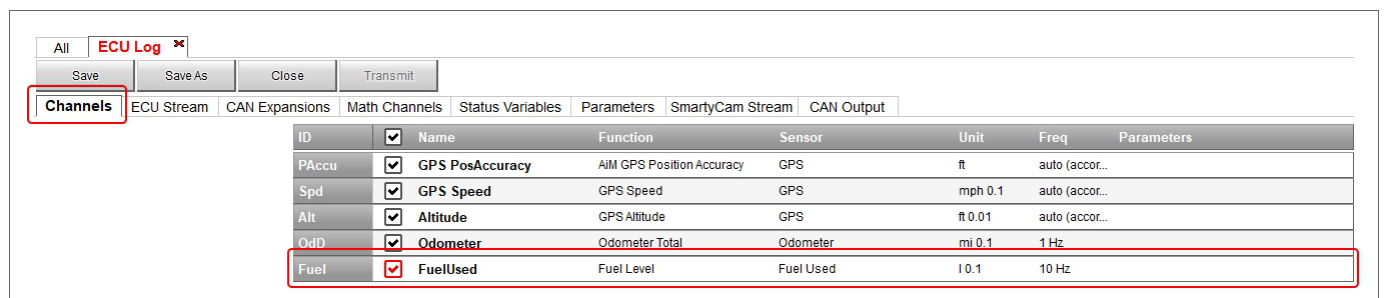 All ECU Log
Save Save As Close Transmit
Channels ECU Stream CAN Expansions Math Channels Status Variables Parameters SmartyCam Stream CAN Output
ID Name Function Sensor Unit Freq Parameters
PAccu GPS PosAccuracy AiM GPS Position Accuracy GPS ft auto (accor...
Spd GPS Speed GPS Speed GPS mph 0.1 auto (accor...
Alt Altitude GPS Altitude GPS ft 0.01 auto (accor...
OdD Odometer Odometer Total Odometer mi 0.1 1 Hz
Fuel FuelUsed Fuel Level Fuel Used l 0.1 10 Hz